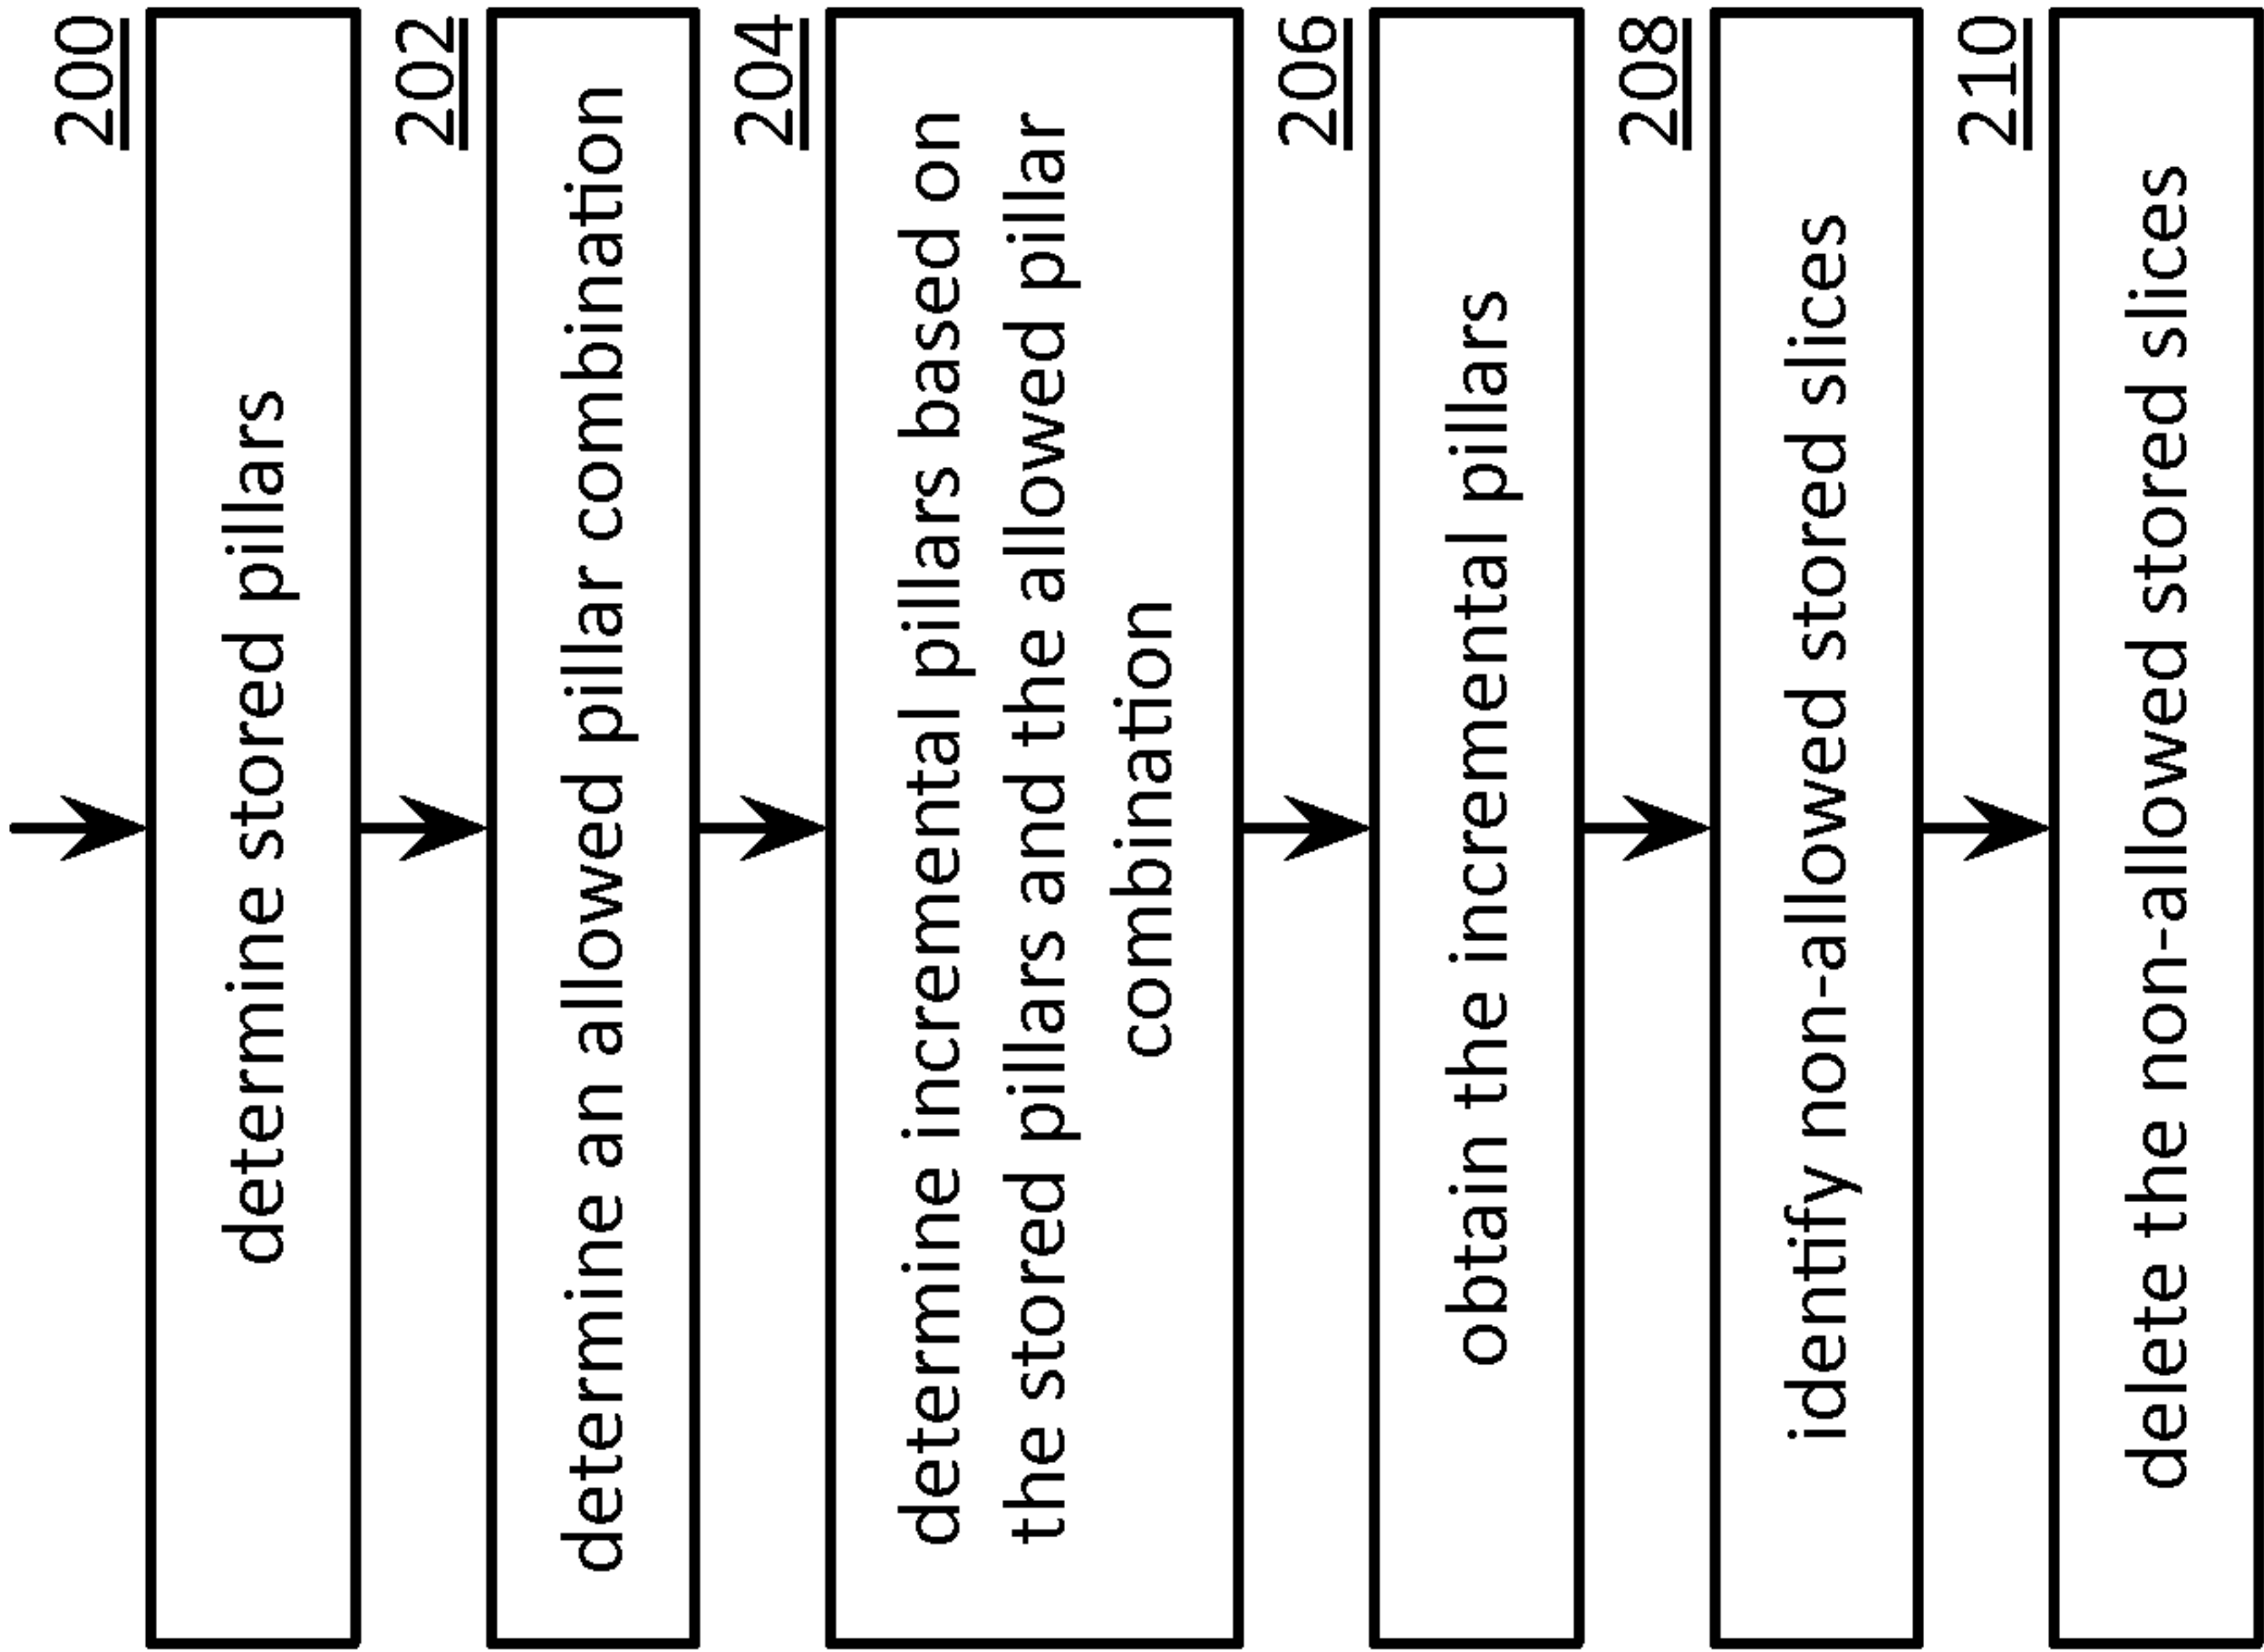 200
determine stored pillars
202
determine an allowed pillar combination
204
determine incremental pillars based on
the stored pillars and the allowed pillar
combination
206
obtain the incremental pillars
208
identify non-allowed stored slices
210
delete the non-allowed stored slices